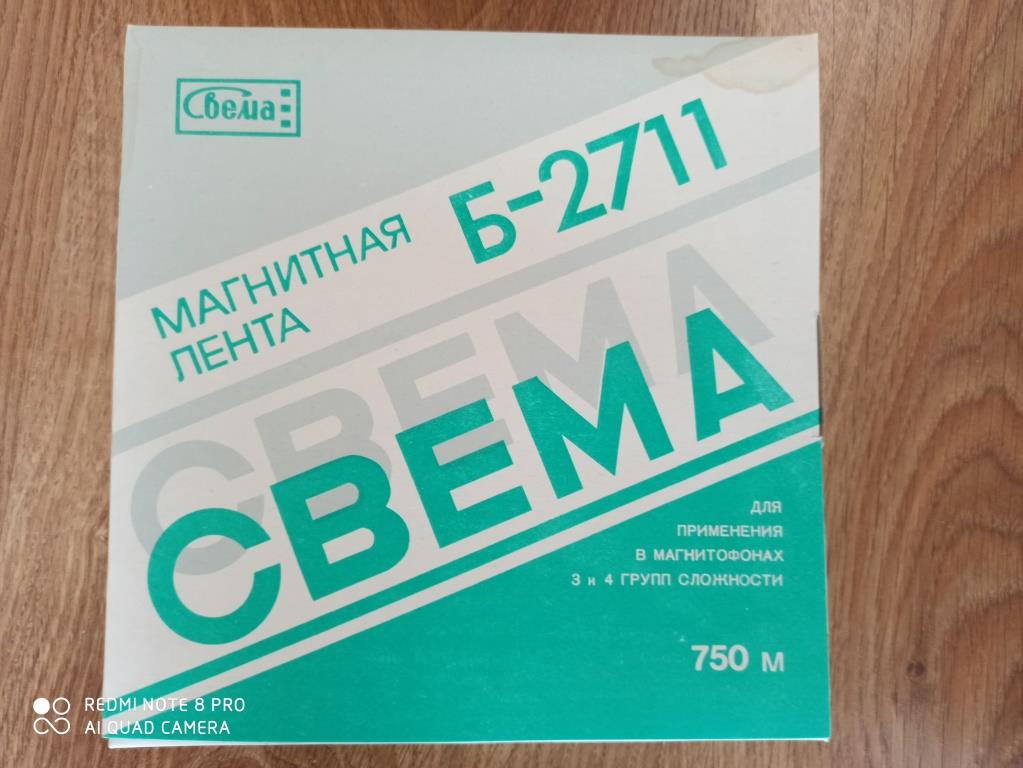 Свема
МАГНИТНАЯ
ЛЕНТА
Б-2711
СВЕМА
СВЕМА
ДЛЯ
ПРИМЕНЕНИЯ
В МАГНИТОФОНАХ
3 и 4 ГРУПП СЛОЖНОСТИ
750 м
REDMI NOTE 8 PRO
AI QUAD CAMERA